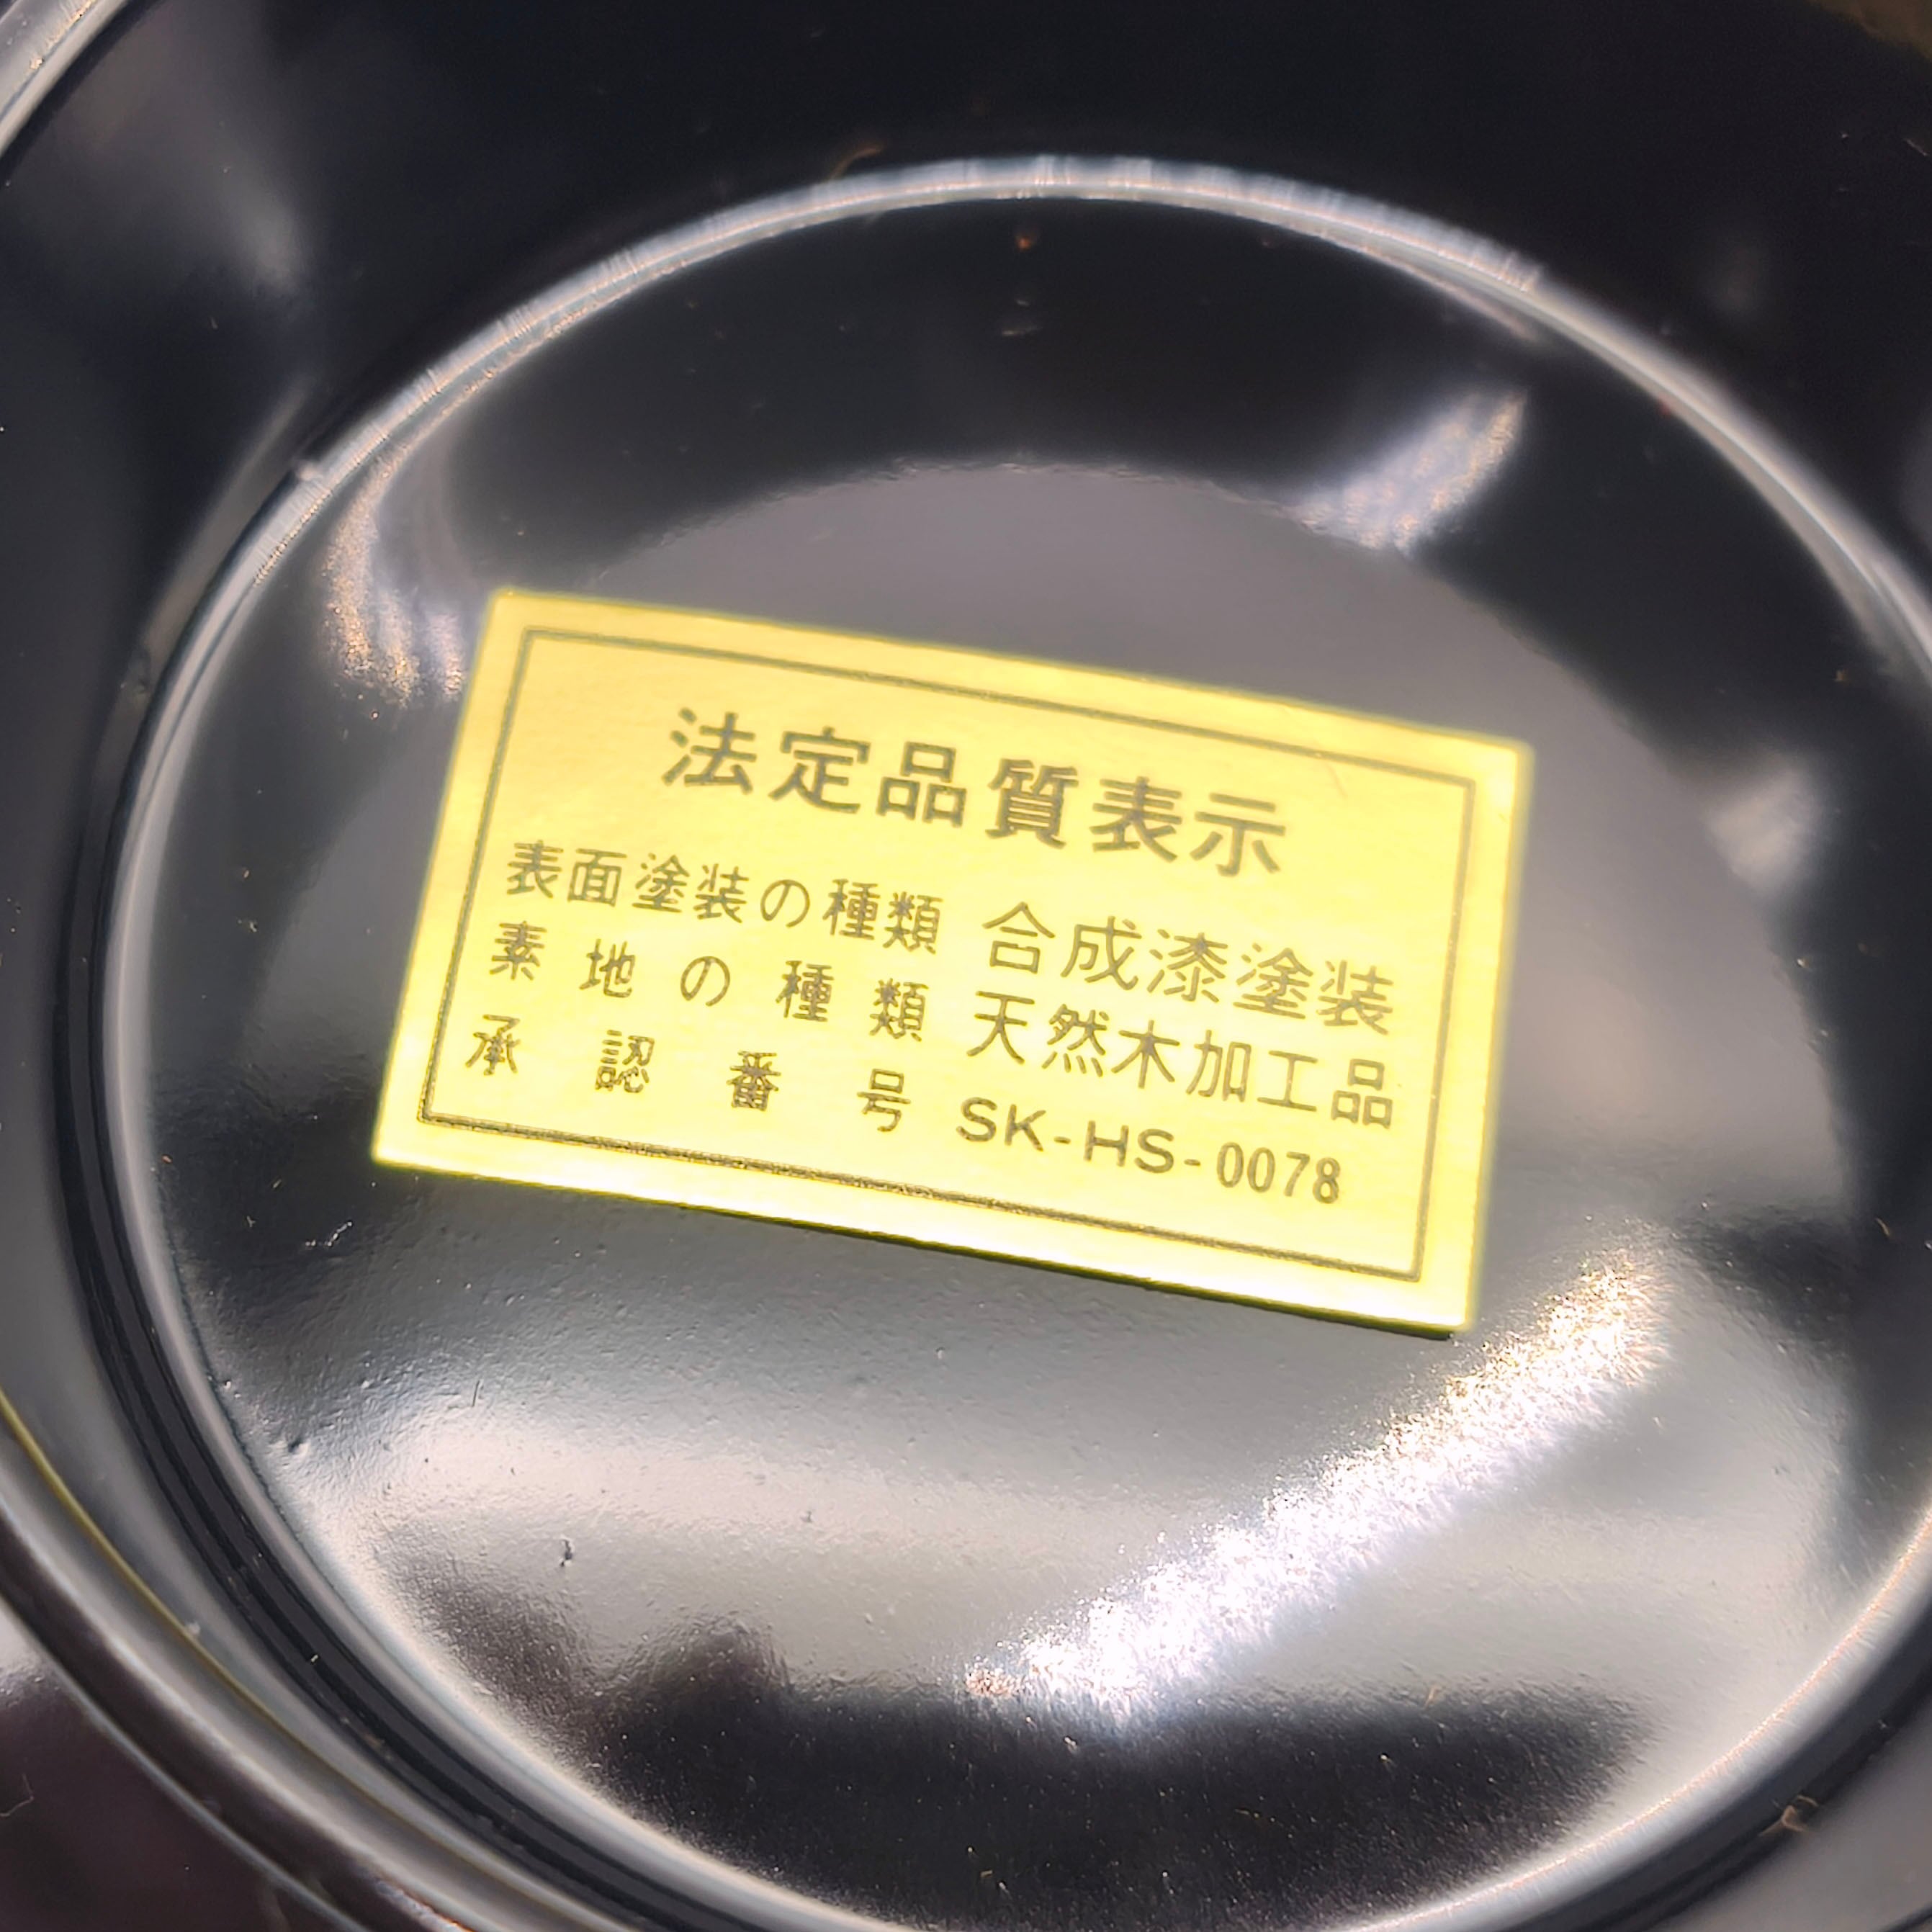 法定品質表示
表面塗装の種類 合成漆塗装
素地の種類 天然木加工品
承認番号 SK-HS-0078